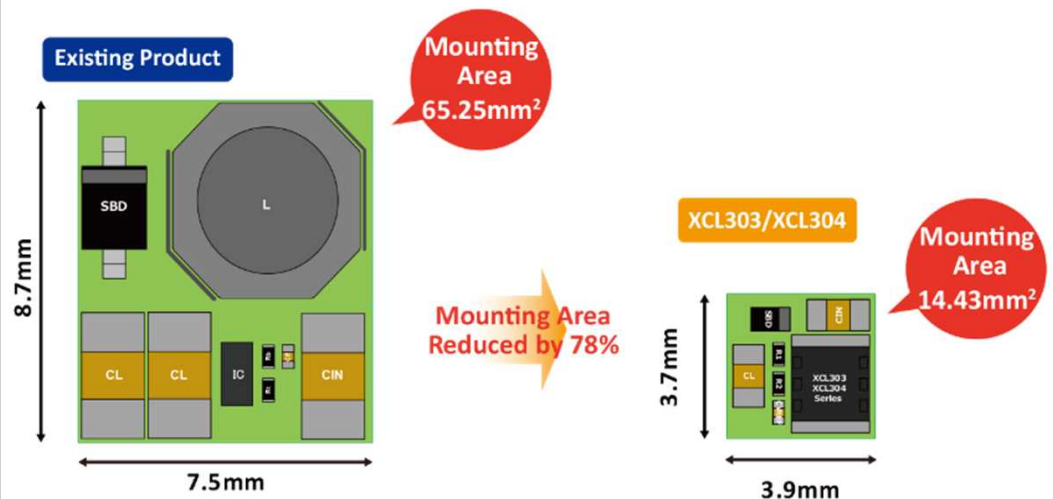 Existing Product
Mounting
Area
65.25mm²
8.7mm
SBD
L
CL
CL
IC
CIN
7.5mm
Mounting Area
Reduced by 78%
XCL303/XCL304
Mounting
Area
14.43mm²
3.7mm
SBD
CIN
CL
R1
R2
XCL303
XCL304
Series
3.9mm